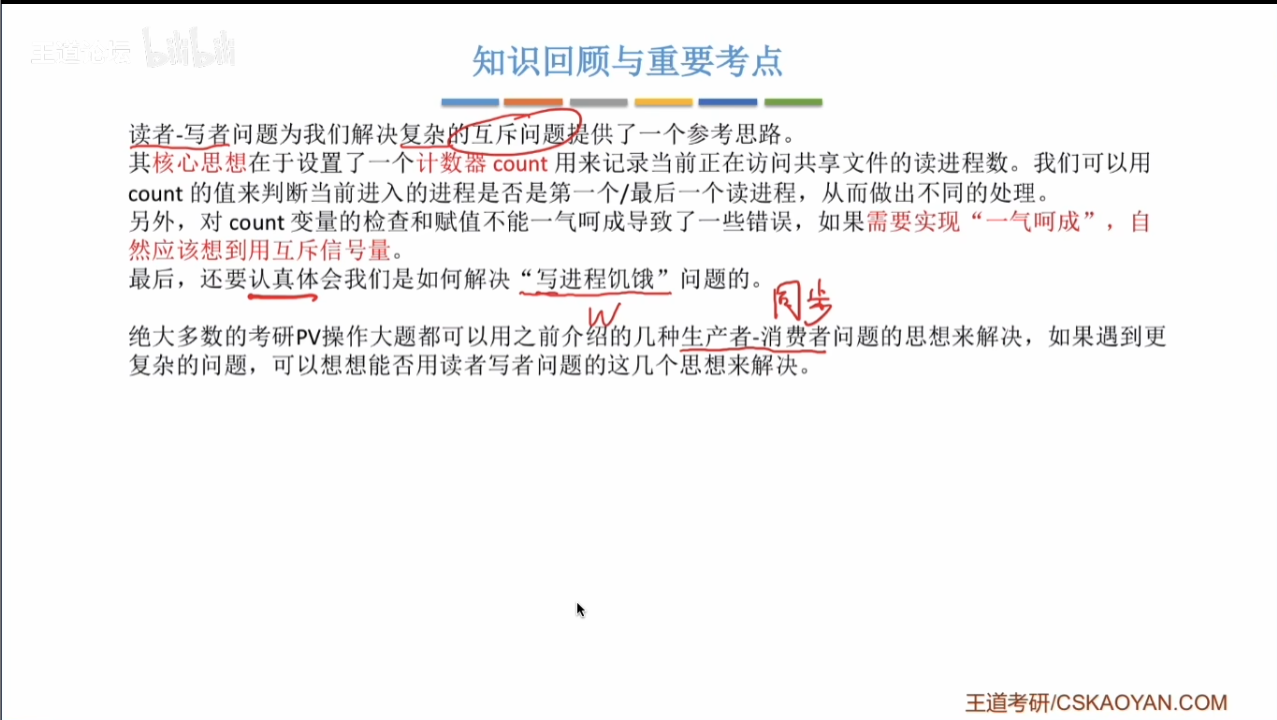 王道论坛 bilibili
知识回顾与重要考点
读者-写者问题为我们解决复杂的互斥问题提供了一个参考思路。
其核心思想在于设置了一个计数器 count 用来记录当前正在访问共享文件的读进程数。我们可以用
count 的值来判断当前进入的进程是否是第一个/最后一个读进程，从而做出不同的处理。
另外，对 count 变量的检查和赋值不能一气呵成导致了一些错误，如果需要实现“一气呵成”，自
然应该想到用互斥信号量。
最后，还要认真体会我们是如何解决“写进程饥饿”问题的。
同步
W
绝大多数的考研PV操作大题都可以用之前介绍的几种生产者-消费者问题的思想来解决，如果遇到更
复杂的问题，可以想想能否用读者写者问题的这几个思想来解决。
王道考研/CSKAOYAN.COM